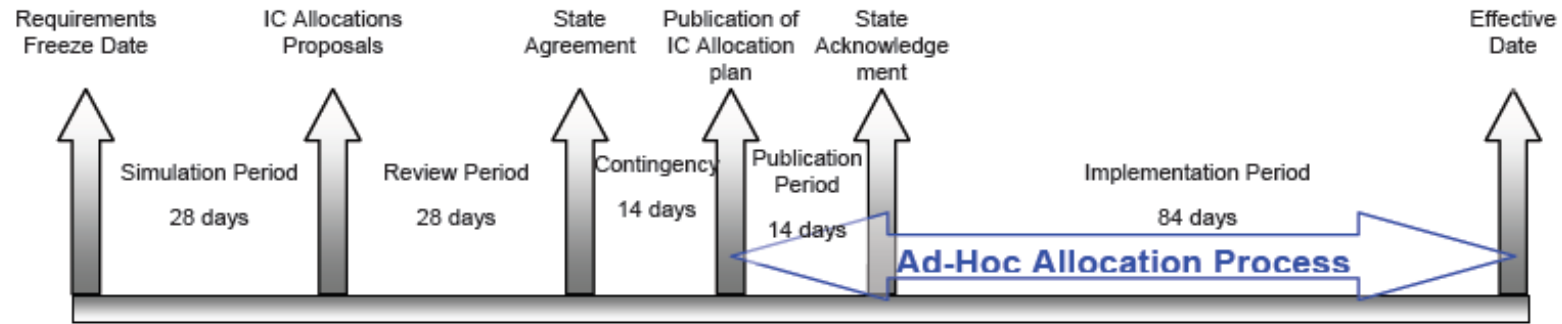 Requirements
Freeze Date
IC Allocations
Proposals
State
Agreement
Publication of
IC Allocation
plan
State
Acknowledge
ment
Effective
Date
Simulation Period
28 days
Review Period
28 days
Contingency
14 days
Publication
Period
14 days
Implementation Period
84 days
Ad-Hoc Allocation Process